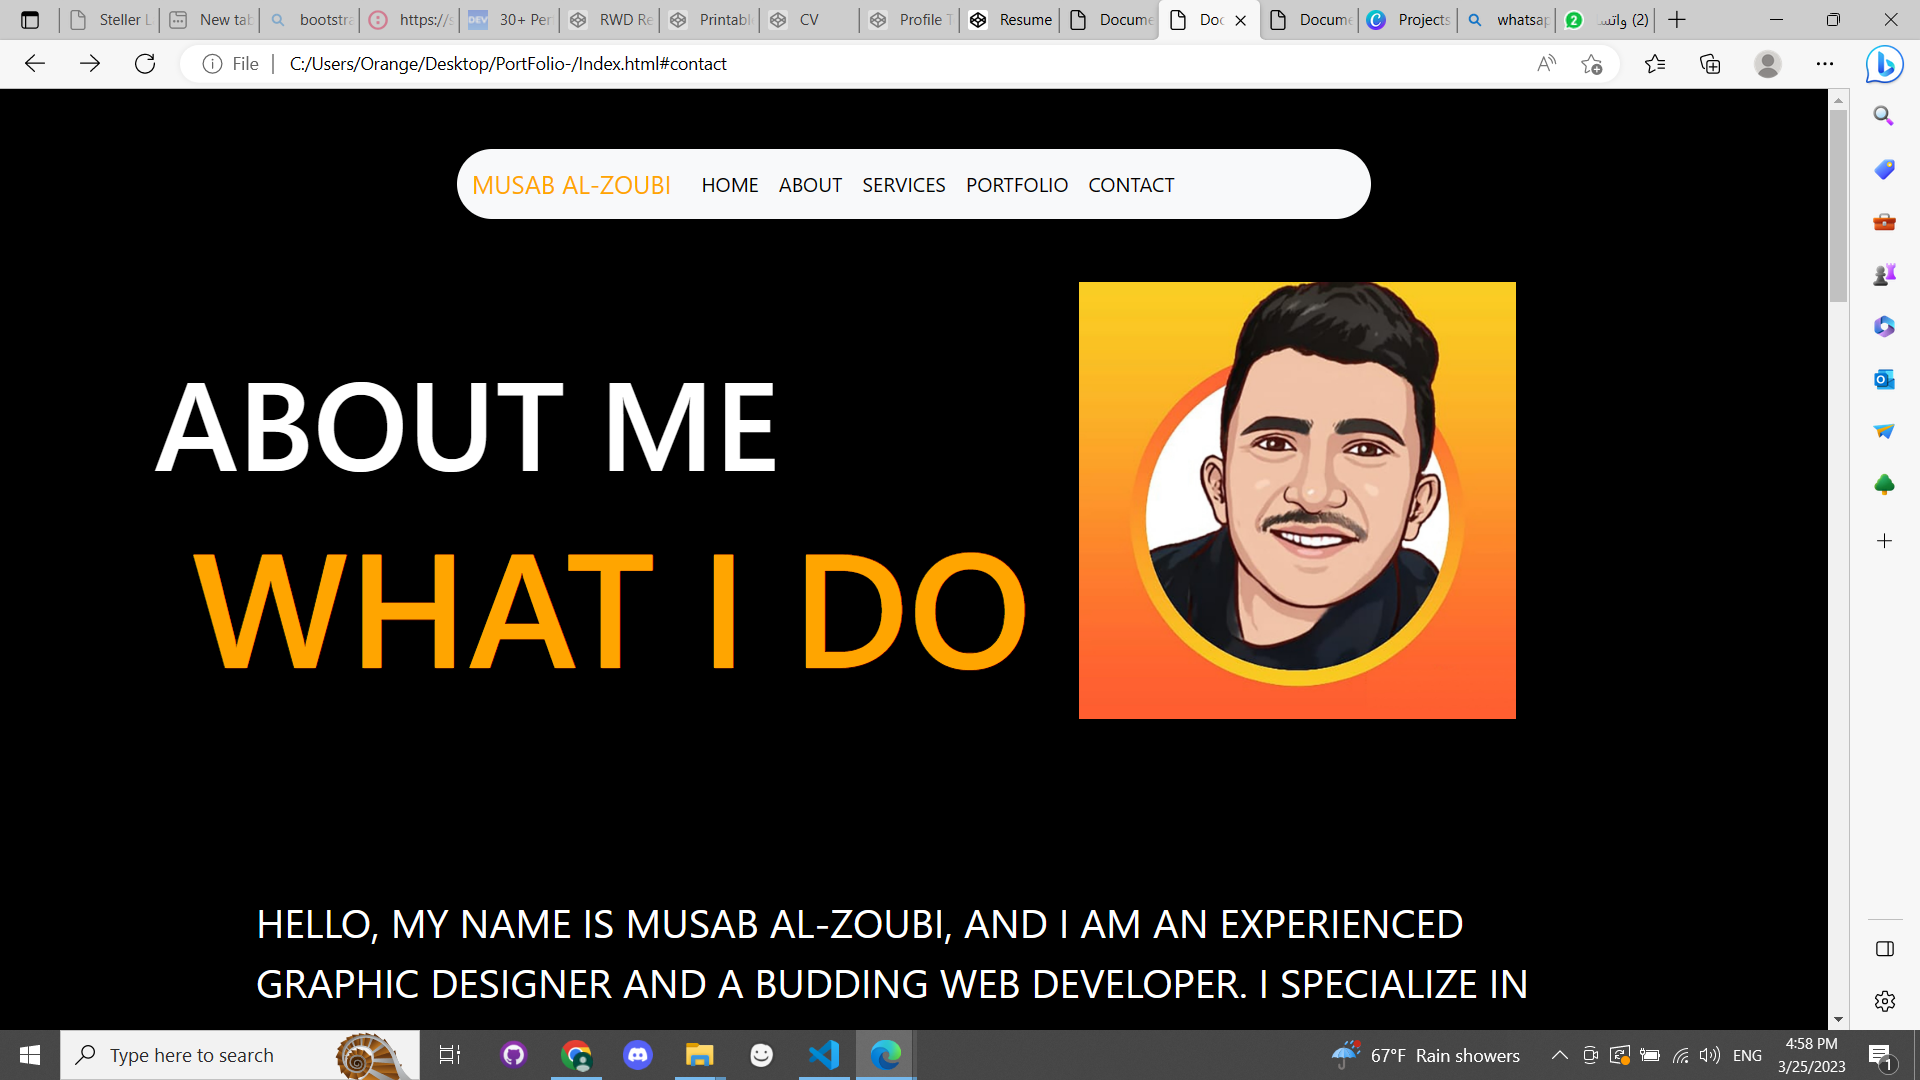 Steller L
New tab
bootstra
https://s
30+ Per
RWD Re
Printabl
CV
Profile T
Resume
Docume
Doc
Docume
Projects
whatsap
(2) واتس
File
C:/Users/Orange/Desktop/PortFolio-/Index.html#contact
MUSAB AL-ZOUBI HOME ABOUT SERVICES PORTFOLIO CONTACT
ABOUT ME
WHAT I DO
HELLO, MY NAME IS MUSAB AL-ZOUBI, AND I AM AN EXPERIENCED
GRAPHIC DESIGNER AND A BUDDING WEB DEVELOPER. I SPECIALIZE IN
Type here to search
67°F Rain showers
ENG
4:58 PM
3/25/2023
1